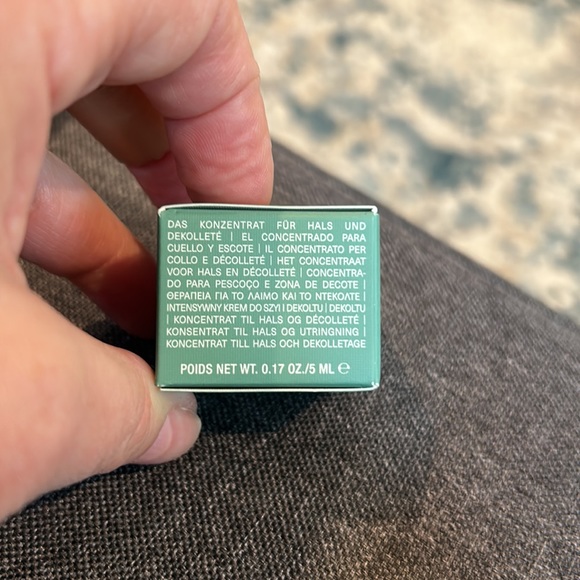 DAS KONZENTRAT FÜR HALS UND
DEKOLLETÉ | EL CONCENTRADO PARA
CUELLO Y ESCOTE | IL CONCENTRATO PER
COLLO E DÉCOLLETÉ | HET CONCENTRAAT
VOOR HALS EN DÉCOLLETÉ | CONCENTRA-
DO PARA PESCOÇO E ZONA DE DECOTE |
ΘΕΡΑΠΕΙΑ ΓΙΑ ΤΟ ΛΑΙΜΟ ΚΑΙ ΤΟ ΝΤΕΚΟΛΤΕ |
INTENSYWNY KREM DO SZYI I DEKOLTU | DEKOLTU
| KONCENTRAT TIL HALS OG DÉCOLLETÉ |
KONSENTRAT TIL HALS OG UTRINGNING |
KONCENTRAT TILL HALS OCH DEKOLLETAGE
POIDS NET WT. 0.17 OZ./5 ML ℮